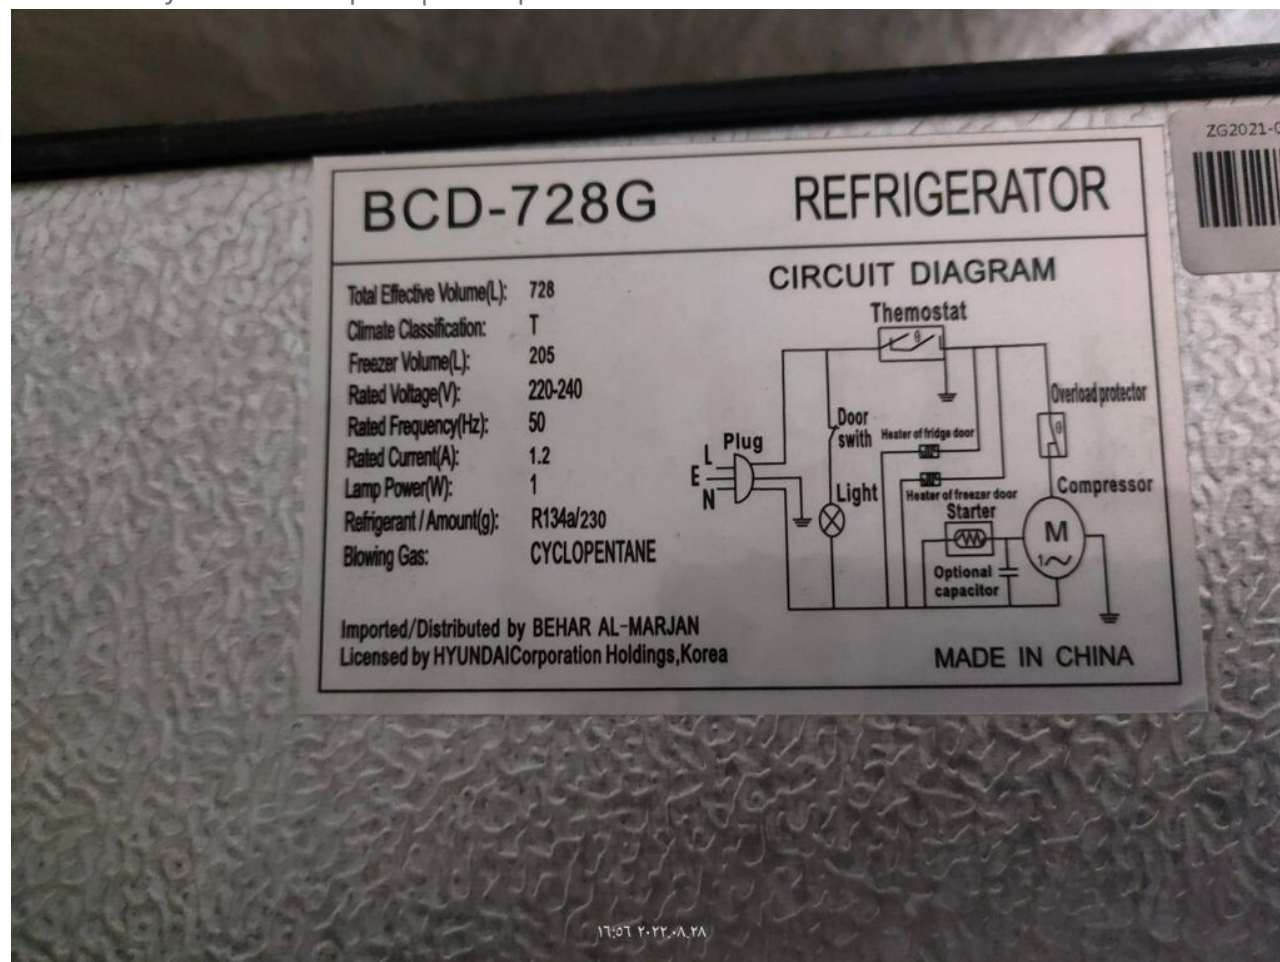 BCD-728G REFRIGERATOR
Total Effective Volume(L): 728
Climate Classification: T
Freezer Volume(L): 205
Rated Voltage(V): 220-240
Rated Frequency(Hz): 50
Rated Current(A): 1.2
Lamp Power(W): 1
Refrigerant / Amount(g): R134a/230
Blowing Gas: CYCLOPENTANE
Imported/Distributed by BEHAR AL-MARJAN
Licensed by HYUNDAICorporation Holdings,Korea
CIRCUIT DIAGRAM
Themostat
Overload protector
Door
swith
Heater of fridge door
Plug
L
E
N
Light
Heater of freezer door
Compressor
Starter
M
1~
Optional
capacitor
θ
θ
MADE IN CHINA
ZG2021-0
١٦:٥٦ ٢٠٢٢.٠٨.٢٨